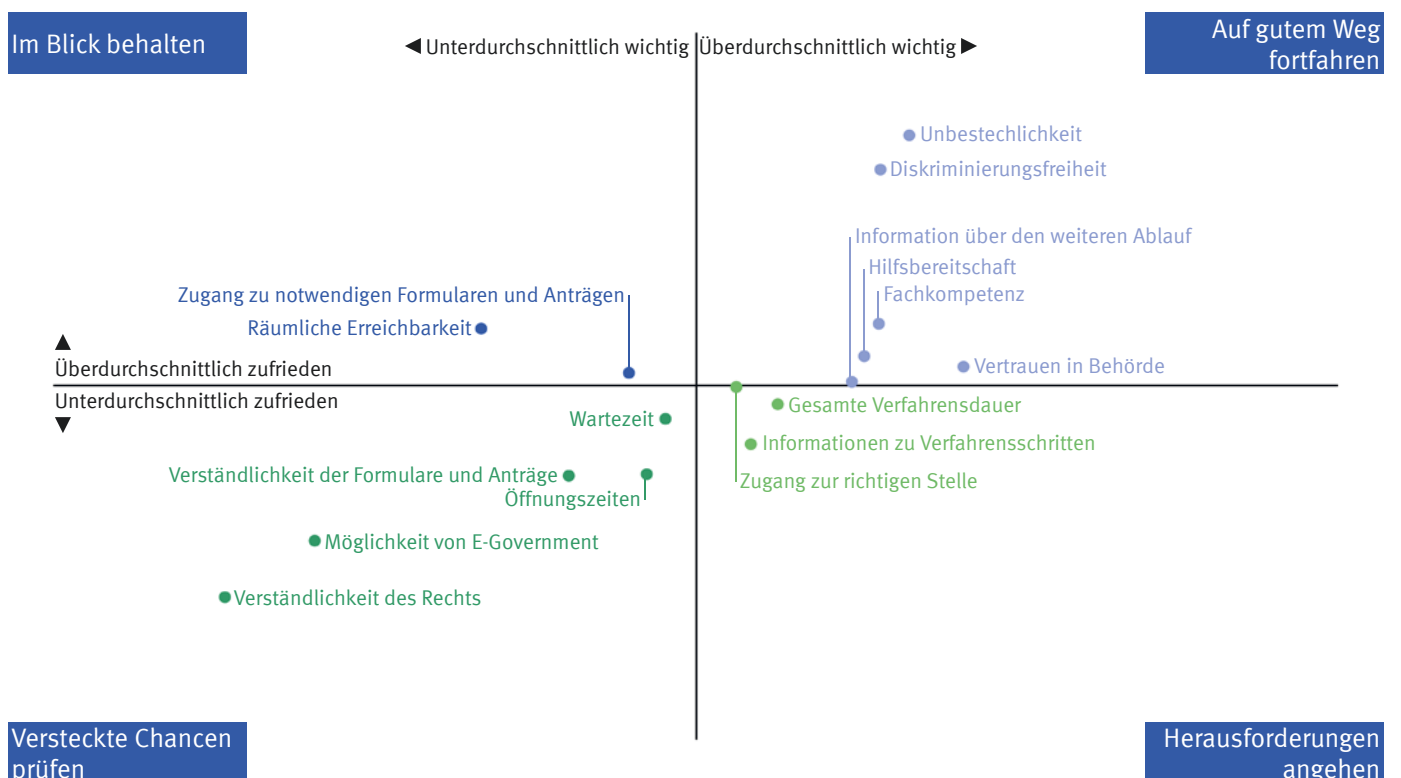 Im Blick behalten
Unterdurchschnittlich wichtig
Überdurchschnittlich wichtig
Auf gutem Weg
fortfahren
Unbestechlichkeit
Diskriminierungsfreiheit
Information über den weiteren Ablauf
Hilfsbereitschaft
Fachkompetenz
Zugang zu notwendigen Formularen und Anträgen
Räumliche Erreichbarkeit
Vertrauen in Behörde
Überdurchschnittlich zufrieden
Unterdurchschnittlich zufrieden
Gesamte Verfahrensdauer
Wartezeit
Informationen zu Verfahrensschritten
Verständlichkeit der Formulare und Anträge
Zugang zur richtigen Stelle
Öffnungszeiten
Möglichkeit von E-Government
Verständlichkeit des Rechts
Versteckte Chancen
prüfen
Herausforderungen
angehen